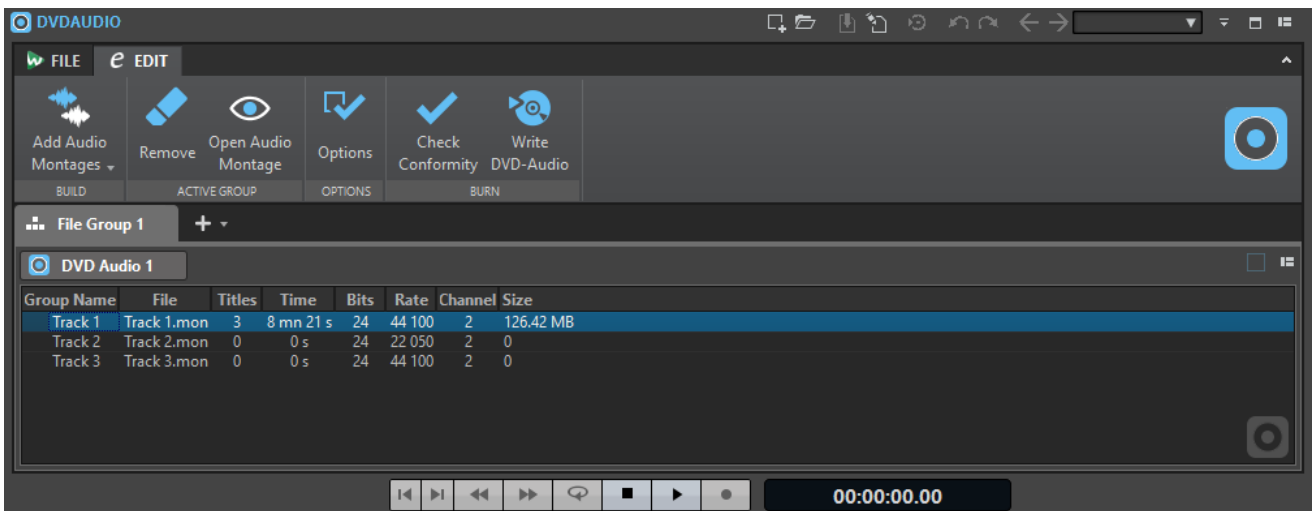 DVDAUDIO
FILE
EDIT
Add Audio Montages
Remove
Open Audio Montage
Options
Check Conformity
Write DVD-Audio
BUILD
ACTIVE GROUP
OPTIONS
BURN
File Group 1
DVD Audio 1
Group Name File Titles Time Bits Rate Channel Size
Track 1 Track 1.mon 3 8 mn 21 s 24 44 100 2 126.42 MB
Track 2 Track 2.mon 0 0 s 24 22 050 2 0
Track 3 Track 3.mon 0 0 s 24 44 100 2 0
00:00:00.00